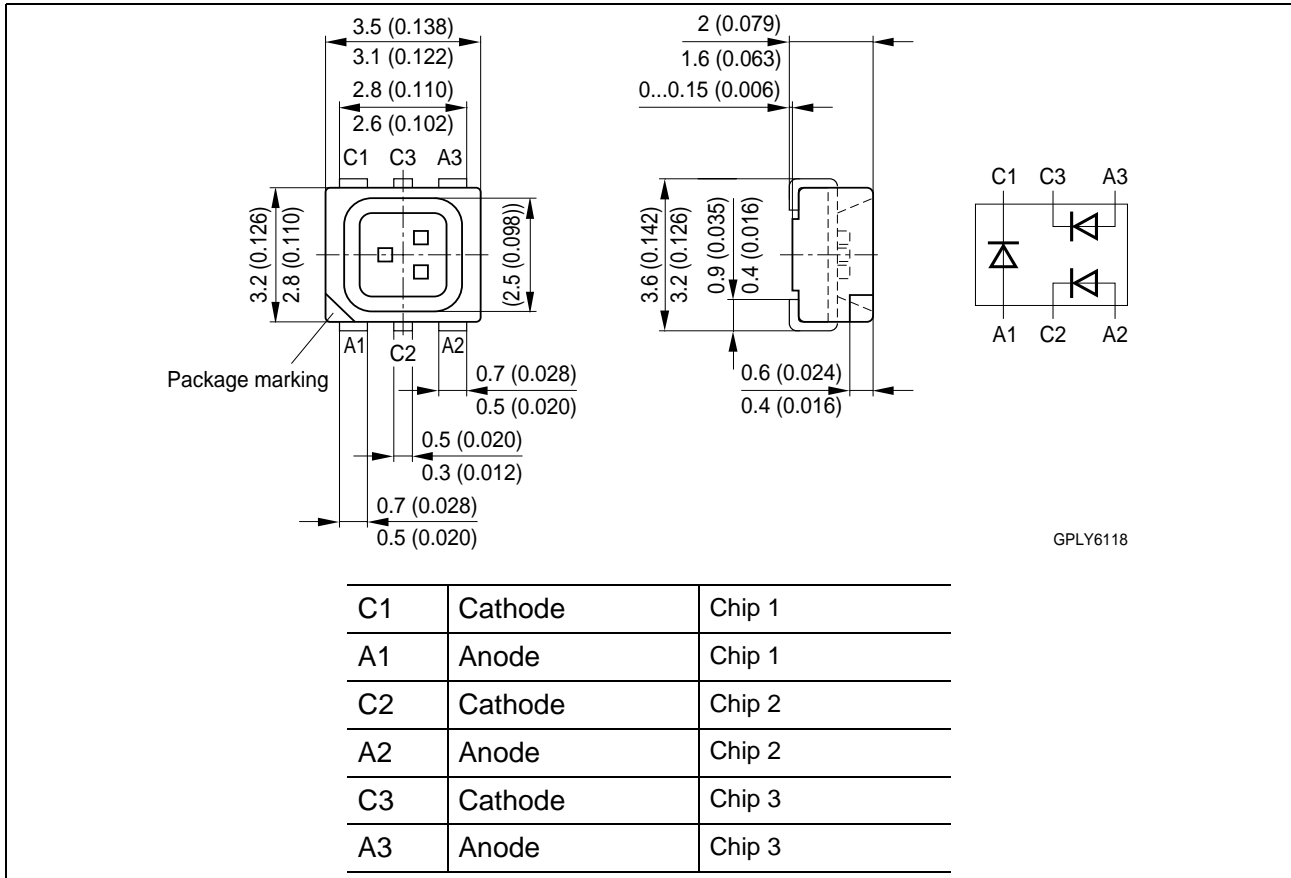 3.5 (0.138)
3.1 (0.122)
2.8 (0.110)
2.6 (0.102)
C1 C3 A3
3.2 (0.126)
2.8 (0.110)
(2.5 (0.098))
A1 C2 A2
Package marking
0.7 (0.028)
0.5 (0.020)
0.5 (0.020)
0.3 (0.012)
0.7 (0.028)
0.5 (0.020)
2 (0.079)
1.6 (0.063)
0...0.15 (0.006)
3.6 (0.142)
3.2 (0.126)
0.9 (0.035)
0.4 (0.016)
0.6 (0.024)
0.4 (0.016)
C1 C3 A3
A1 C2 A2
GPLY6118
C1 Cathode Chip 1
A1 Anode Chip 1
C2 Cathode Chip 2
A2 Anode Chip 2
C3 Cathode Chip 3
A3 Anode Chip 3